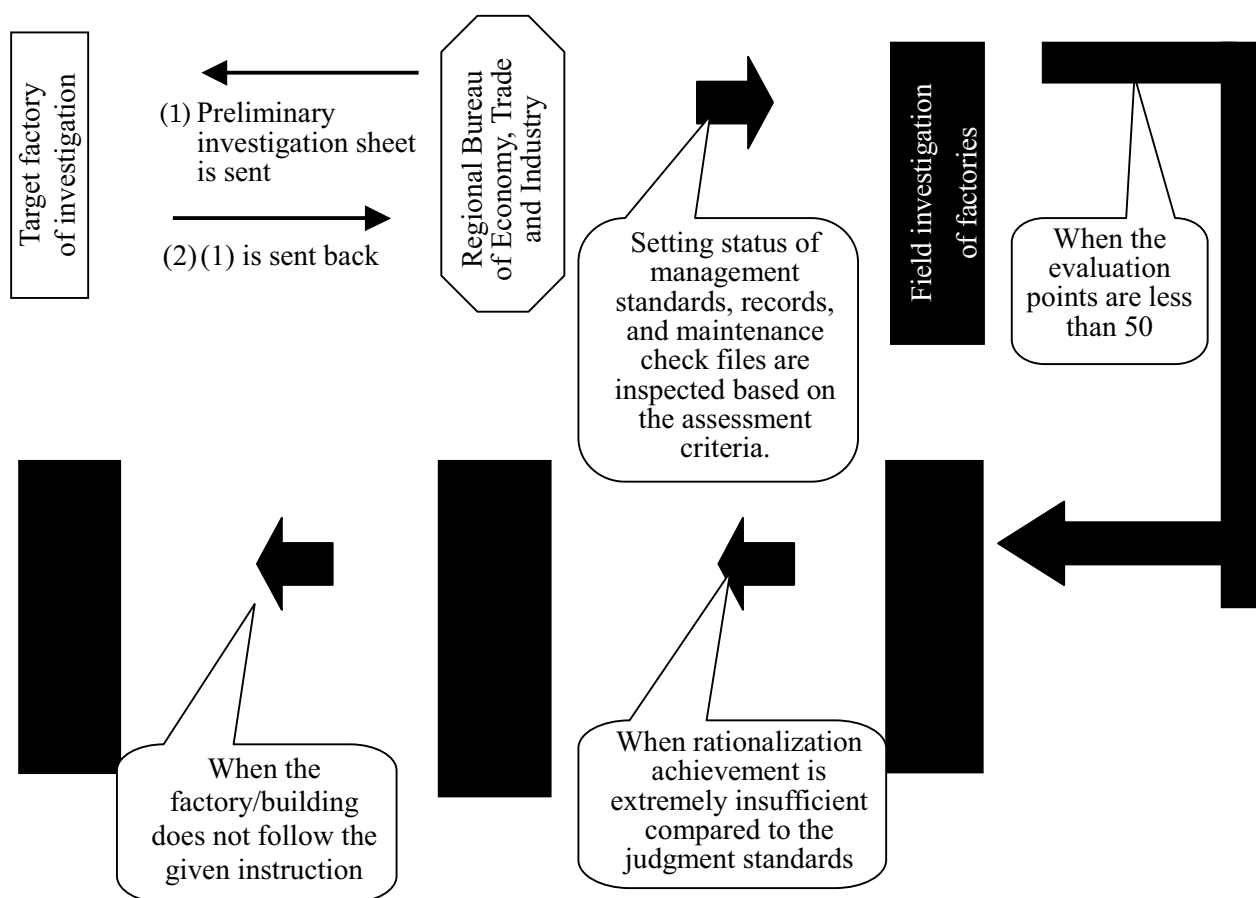 Target factory
of investigation
(1) Preliminary
investigation sheet
is sent
(2) (1) is sent back
Regional Bureau
of Economy, Trade
and Industry
Setting status of
management
standards, records,
and maintenance
check files are
inspected based on
the assessment
criteria.
Field investigation
of factories
When the
evaluation
points are less
than 50
When the
factory/building
does not follow the
given instruction
When rationalization
achievement is
extremely insufficient
compared to the
judgment standards